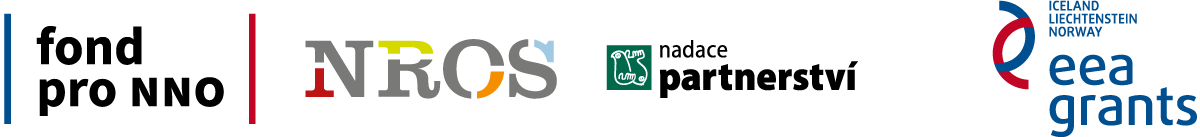 fond
pro NNO
NROS
nadace
partnerství
ICELAND
LIECHTENSTEIN
NORWAY
eea
grants